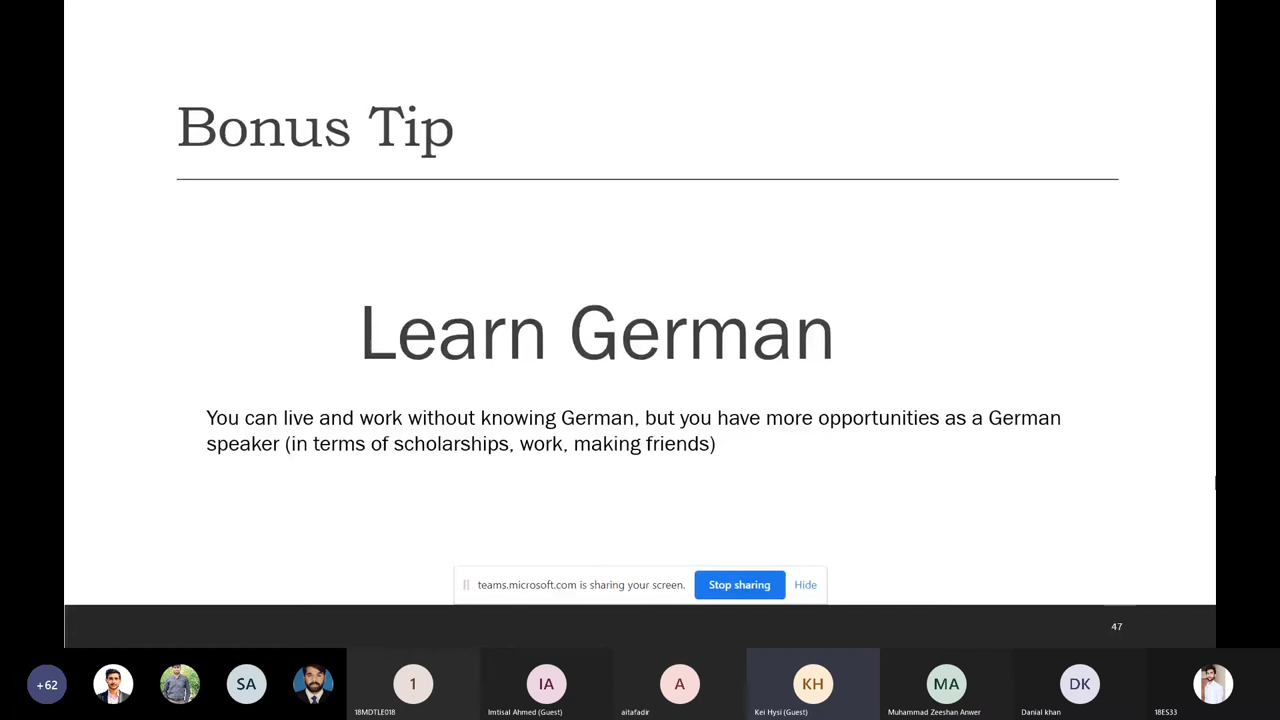 Bonus Tip
Learn German
You can live and work without knowing German, but you have more opportunities as a German
speaker (in terms of scholarships, work, making friends)
teams.microsoft.com is sharing your screen. Stop sharing Hide
47
+62 SA 1 IA A KH MA DK
18MDTLE018 Imtisal Ahmed (Guest) aitafadir Kei Hysi (Guest) Muhammad Zeeshan Anwer Danial khan 18ES33